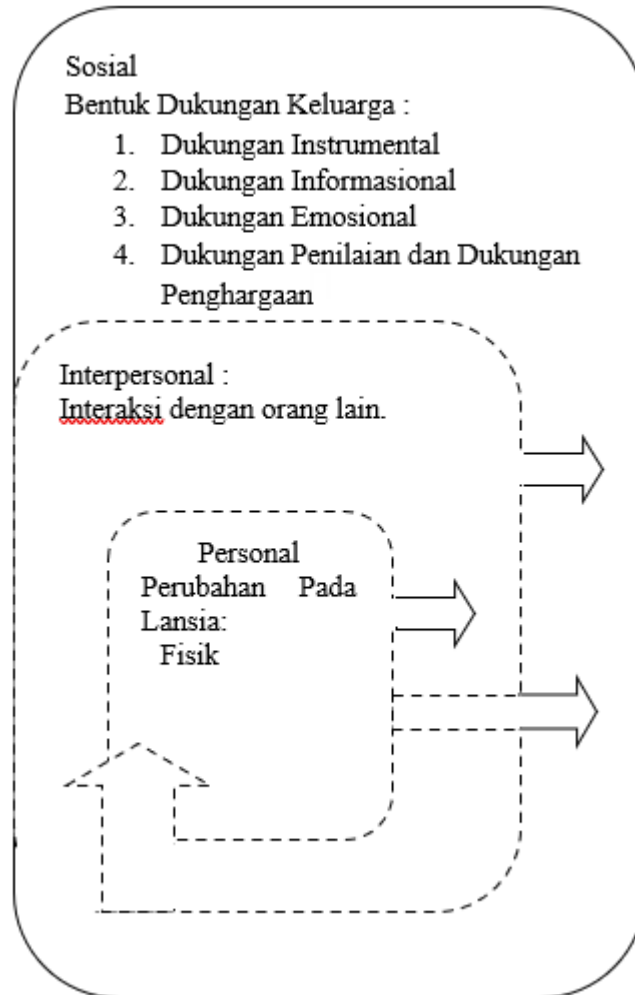 Sosial
Bentuk Dukungan Keluarga :
1. Dukungan Instrumental
2. Dukungan Informasional
3. Dukungan Emosional
4. Dukungan Penilaian dan Dukungan
Penghargaan
Interpersonal :
Interaksi dengan orang lain.
Personal
Perubahan Pada
Lansia:
Fisik